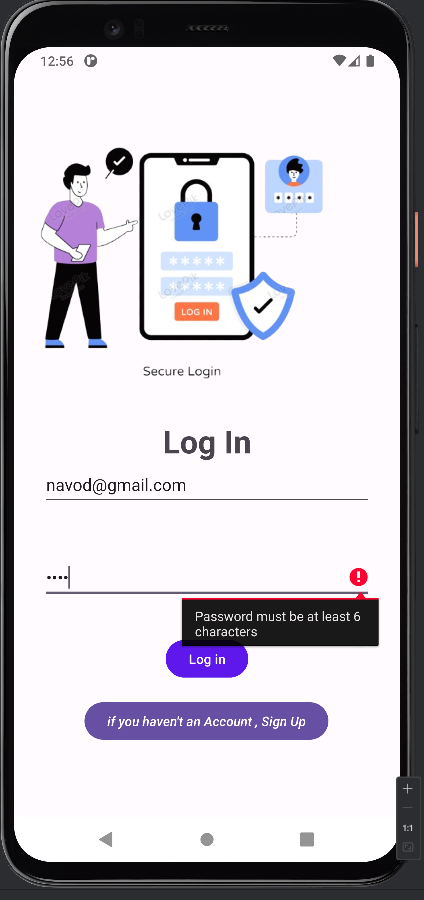 12:56
*****
*****
LOG IN
Secure Login
Log In
navod@gmail.com
••••
Password must be at least 6
characters
Log in
if you haven't an Account , Sign Up
1:1